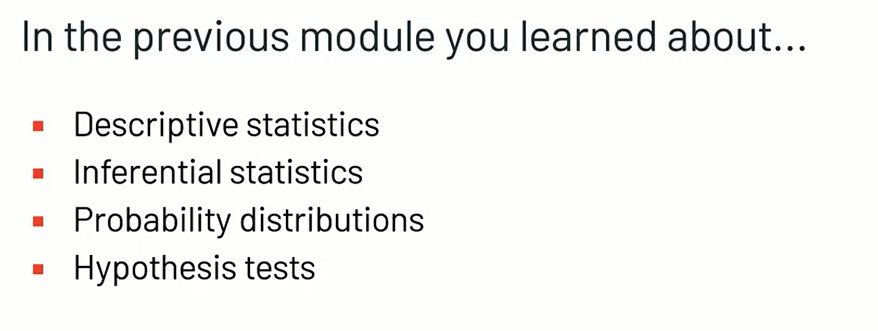 In the previous module you learned about...
▪ Descriptive statistics
▪ Inferential statistics
▪ Probability distributions
▪ Hypothesis tests